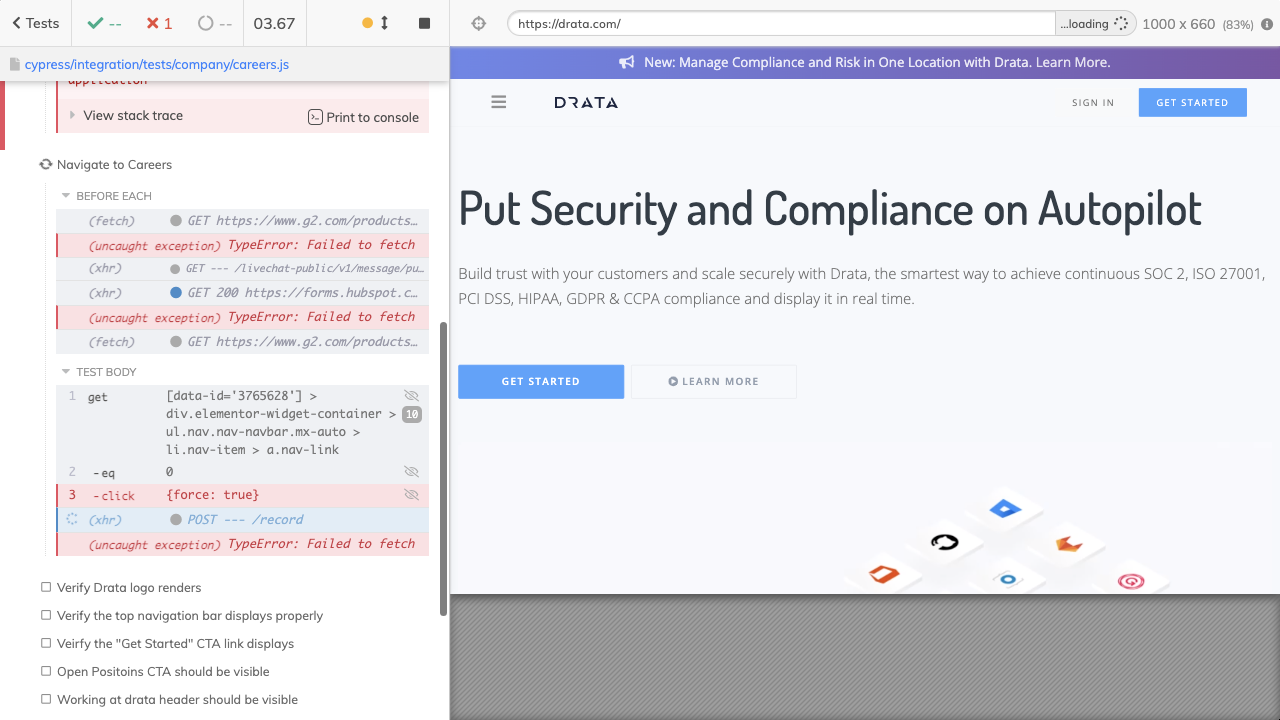 Tests
--
1
--
03.67
https://drata.com/
...loading
1000 x 660 (83%)
cypress/integration/tests/company/careers.js
application
View stack trace
Print to console
Navigate to Careers
BEFORE EACH
(fetch) GET https://www.g2.com/products…
(uncaught exception) TypeError: Failed to fetch
(xhr) GET --- /livechat-public/v1/message/pu…
(xhr) GET 200 https://forms.hubspot.c…
(uncaught exception) TypeError: Failed to fetch
(fetch) GET https://www.g2.com/products…
TEST BODY
1 get [data-id='3765628'] >
div.elementor-widget-container > 10
ul.nav.nav-navbar.mx-auto >
li.nav-item > a.nav-link
2 -eq 0
3 -click {force: true}
(xhr) POST --- /record
(uncaught exception) TypeError: Failed to fetch
Verify Drata logo renders
Verify the top navigation bar displays properly
Veirfy the "Get Started" CTA link displays
Open Positoins CTA should be visible
Working at drata header should be visible
New: Manage Compliance and Risk in One Location with Drata. Learn More.
DRATA
SIGN IN
GET STARTED
Put Security and Compliance on Autopilot
Build trust with your customers and scale securely with Drata, the smartest way to achieve continuous SOC 2, ISO 27001,
PCI DSS, HIPAA, GDPR & CCPA compliance and display it in real time.
GET STARTED
LEARN MORE